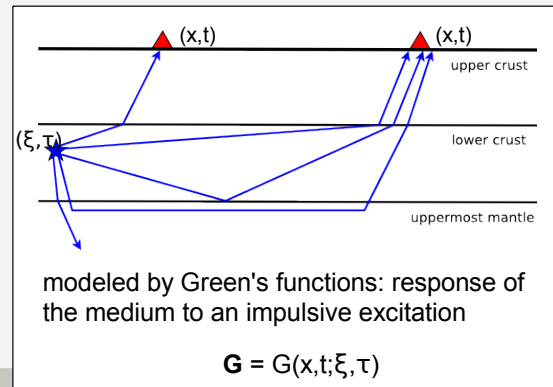 (x,t) (x,t)
upper crust
(ξ,τ) lower crust
uppermost mantle
modeled by Green's functions: response of
the medium to an impulsive excitation
G = G(x,t;ξ,τ)